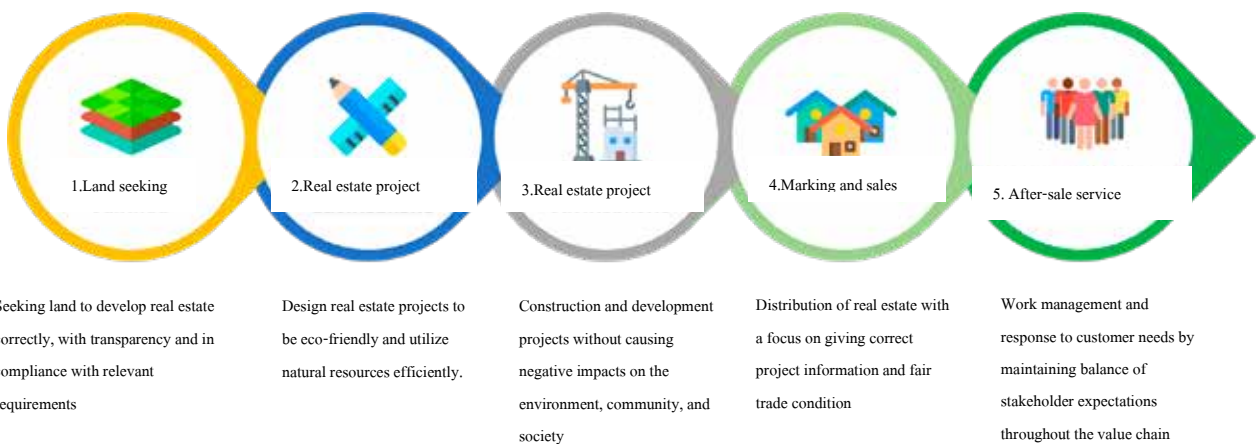 1.Land seeking
2.Real estate project
3.Real estate project
4.Marking and sales
5. After-sale service
eeking land to develop real estate
orrectly, with transparency and in
ompliance with relevant
equirements
Design real estate projects to
be eco-friendly and utilize
natural resources efficiently.
Construction and development
projects without causing
negative impacts on the
environment, community, and
society
Distribution of real estate with
a focus on giving correct
project information and fair
trade condition
Work management and
response to customer needs by
maintaining balance of
stakeholder expectations
throughout the value chain